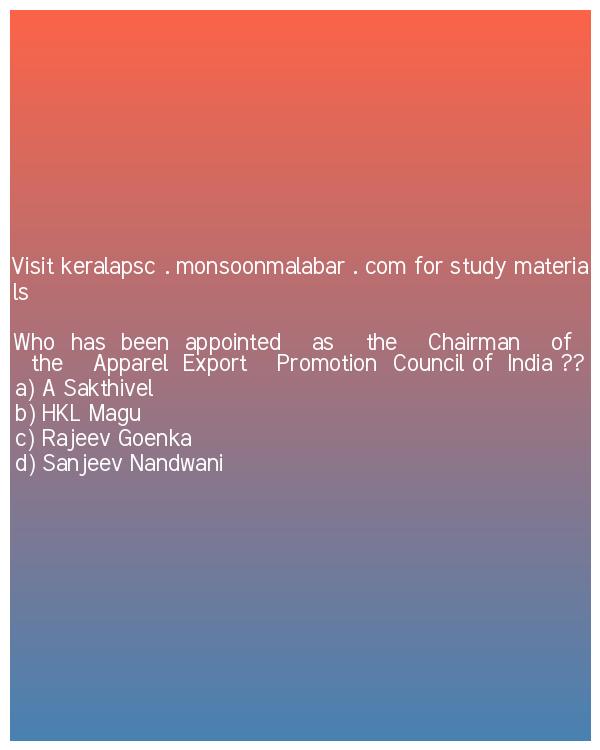 Visit keralapsc . monsoonmalabar . com for study materia
ls
Who has been appointed as the Chairman of
the Apparel Export Promotion Council of India ??
a) A Sakthivel
b) HKL Magu
c) Rajeev Goenka
d) Sanjeev Nandwani